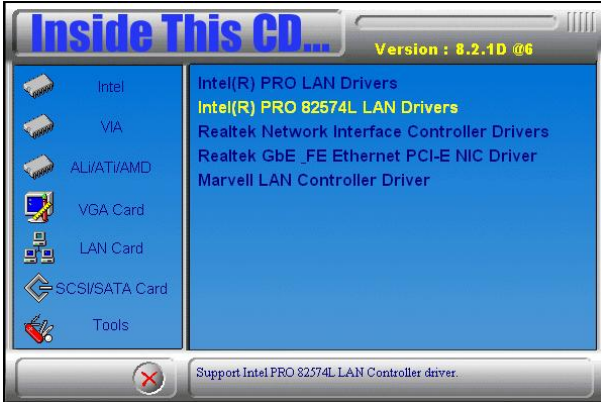 Inside This CD...
Version : 8.2.1D @6
Intel
VIA
ALi/ATi/AMD
VGA Card
LAN Card
SCSI/SATA Card
Tools
Intel(R) PRO LAN Drivers
Intel(R) PRO 82574L LAN Drivers
Realtek Network Interface Controller Drivers
Realtek GbE _FE Ethernet PCI-E NIC Driver
Marvell LAN Controller Driver
Support Intel PRO 82574L LAN Controller driver.